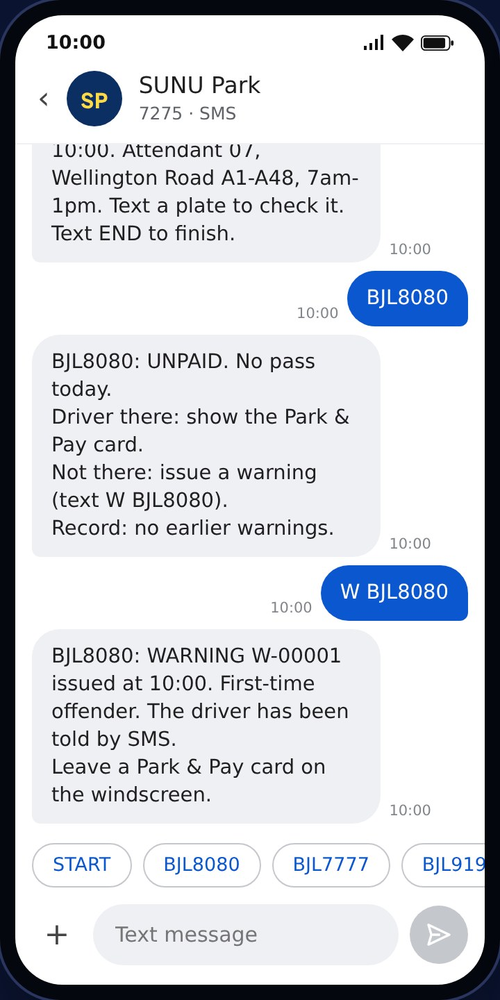 10:00
‹
SP
SUNU Park
7275 · SMS
10:00. Attendant 07,
Wellington Road A1-A48, 7am-
1pm. Text a plate to check it.
Text END to finish.
10:00
BJL8080
10:00
BJL8080: UNPAID. No pass
today.
Driver there: show the Park &
Pay card.
Not there: issue a warning
(text W BJL8080).
Record: no earlier warnings.
10:00
W BJL8080
10:00
BJL8080: WARNING W-00001
issued at 10:00. First-time
offender. The driver has been
told by SMS.
Leave a Park & Pay card on
the windscreen.
10:00
START
BJL8080
BJL7777
BJL919
+
Text message